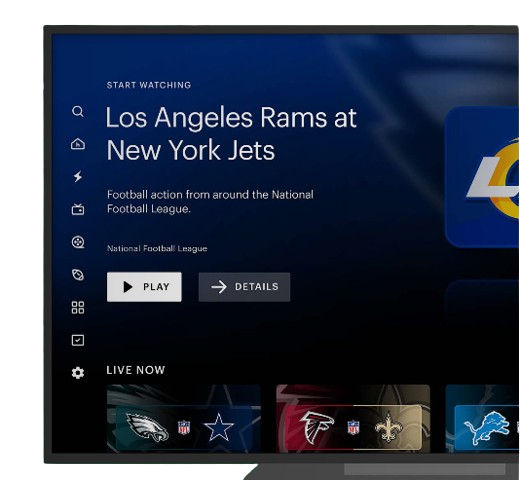 START WATCHING
Los Angeles Rams at
New York Jets
Football action from around the National
Football League.
National Football League
PLAY
DETAILS
LIVE NOW